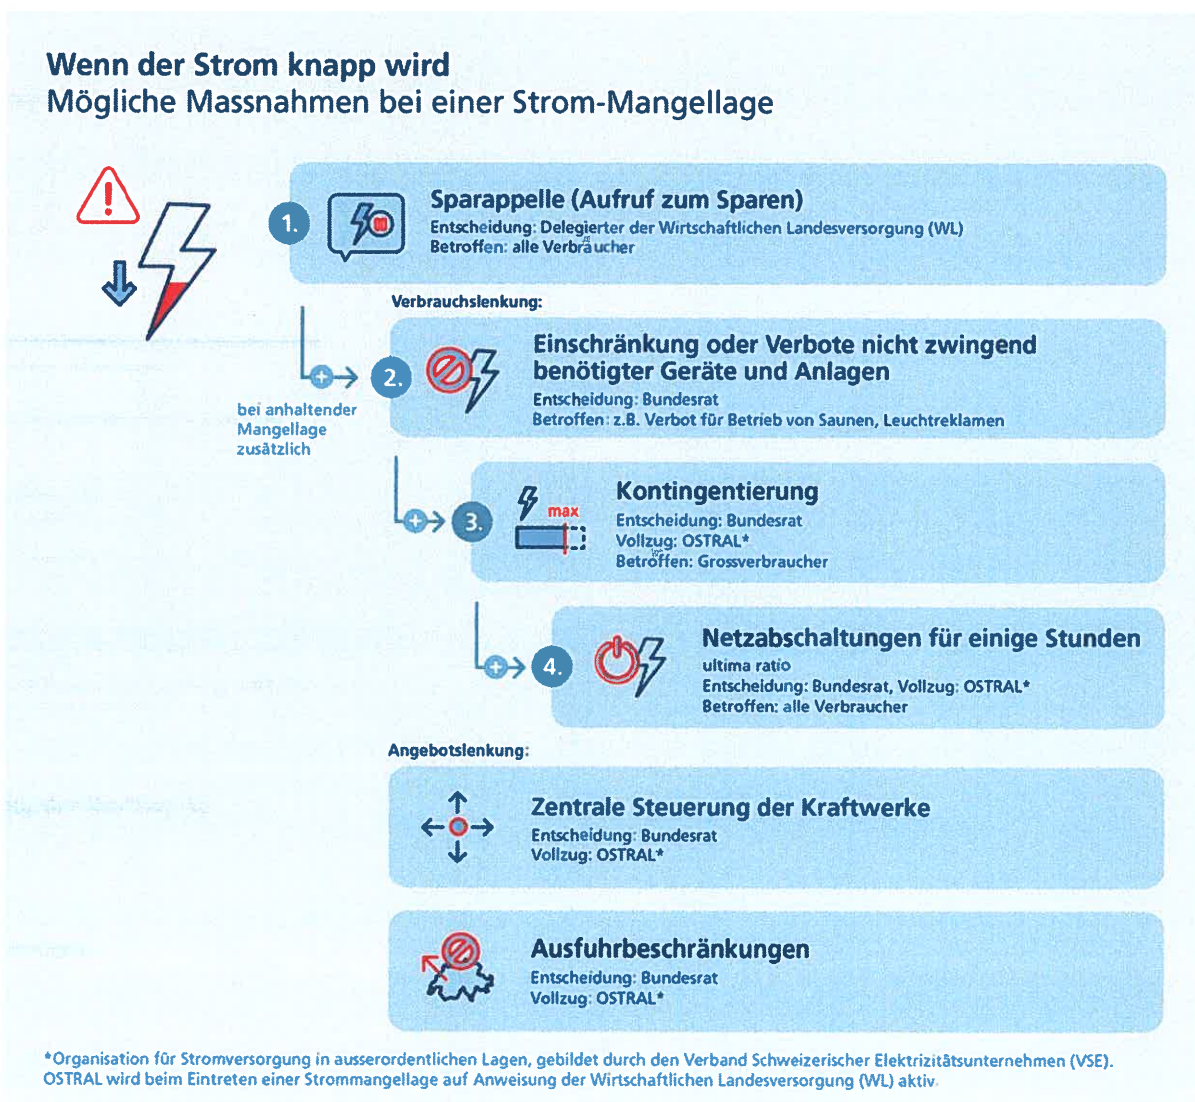 Wenn der Strom knapp wird
Mögliche Massnahmen bei einer Strom-Mangellage
1.
Sparappelle (Aufruf zum Sparen)
Entscheidung: Delegierter der Wirtschaftlichen Landesversorgung (WL)
Betroffen: alle Verbraucher
bei anhaltender
Mangellage
zusätzlich
Verbrauchslenkung:
2.
Einschränkung oder Verbote nicht zwingend
benötigter Geräte und Anlagen
Entscheidung: Bundesrat
Betroffen: z.B. Verbot für Betrieb von Saunen, Leuchtreklamen
3.
max
Kontingentierung
Entscheidung: Bundesrat
Vollzug: OSTRAL*
Betroffen: Grossverbraucher
4.
Netzabschaltungen für einige Stunden
ultima ratio
Entscheidung: Bundesrat, Vollzug: OSTRAL*
Betroffen: alle Verbraucher
Angebotslenkung:
Zentrale Steuerung der Kraftwerke
Entscheidung: Bundesrat
Vollzug: OSTRAL*
Ausfuhrbeschränkungen
Entscheidung: Bundesrat
Vollzug: OSTRAL*
*Organisation für Stromversorgung in ausserordentlichen Lagen, gebildet durch den Verband Schweizerischer Elektrizitätsunternehmen (VSE).
OSTRAL wird beim Eintreten einer Strommangellage auf Anweisung der Wirtschaftlichen Landesversorgung (WL) aktiv.